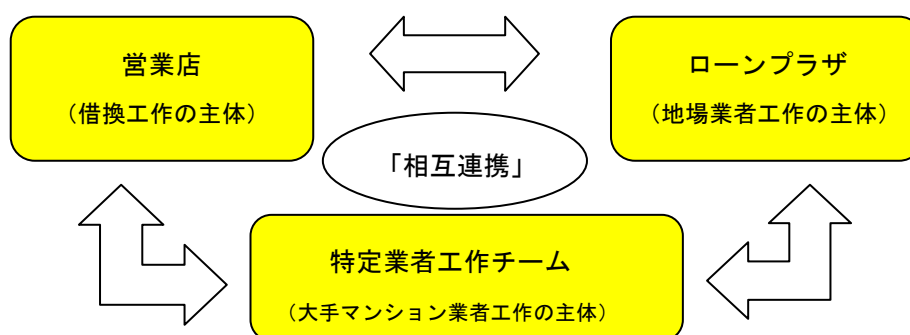 営業店
（借換工作の主体）
ローンプラザ
（地場業者工作の主体）
「相互連携」
特定業者工作チーム
（大手マンション業者工作の主体）